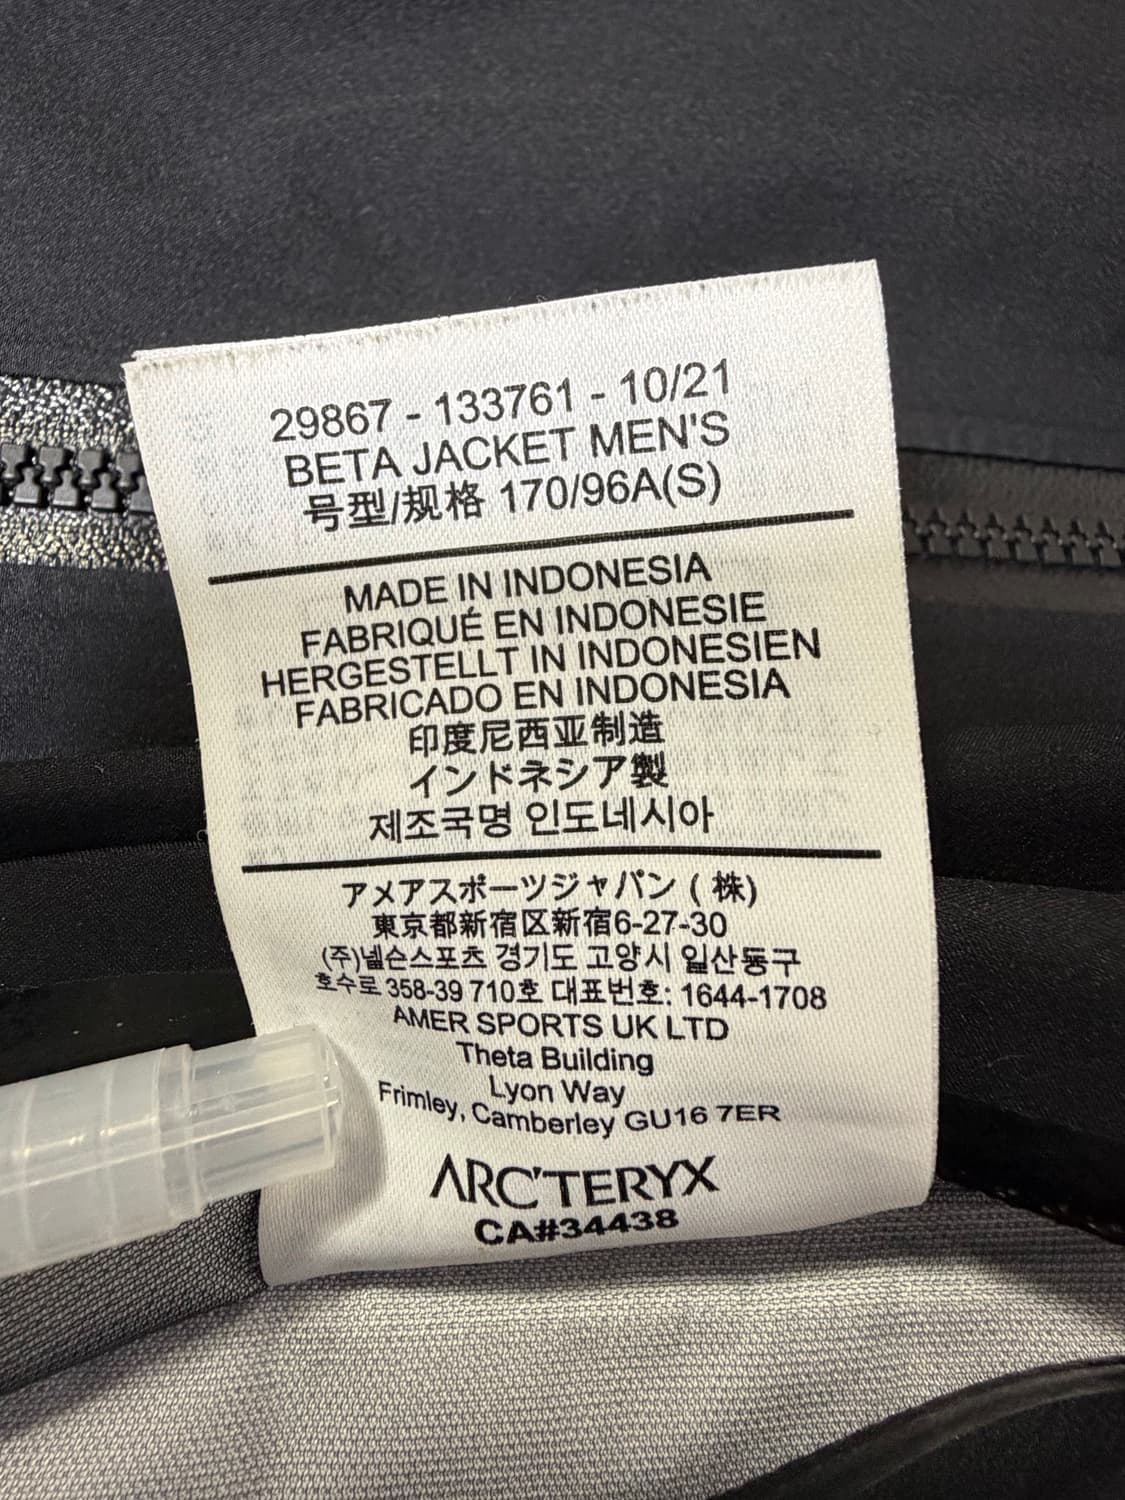 29867 - 133761 - 10/21
BETA JACKET MEN'S
号型/规格 170/96A(S)
MADE IN INDONESIA
FABRIQUÉ EN INDONESIE
HERGESTELLT IN INDONESIEN
FABRICADO EN INDONESIA
印度尼西亚制造
インドネシア製
제조국명 인도네시아
アメアスポーツジャパン ( 株)
東京都新宿区新宿6-27-30
(주)넬슨스포츠 경기도 고양시 일산동구
호수로 358-39 710호 대표번호: 1644-1708
AMER SPORTS UK LTD
Theta Building
Lyon Way
Frimley, Camberley GU16 7ER
ARC'TERYX
CA#34438